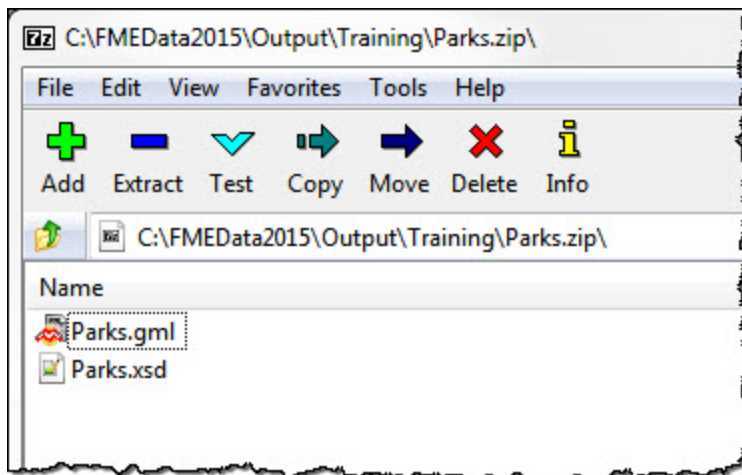 7z C:\FMEData2015\Output\Training\Parks.zip\
File Edit View Favorites Tools Help
Add Extract Test Copy Move Delete Info
C:\FMEData2015\Output\Training\Parks.zip\
Name
Parks.gml
Parks.xsd